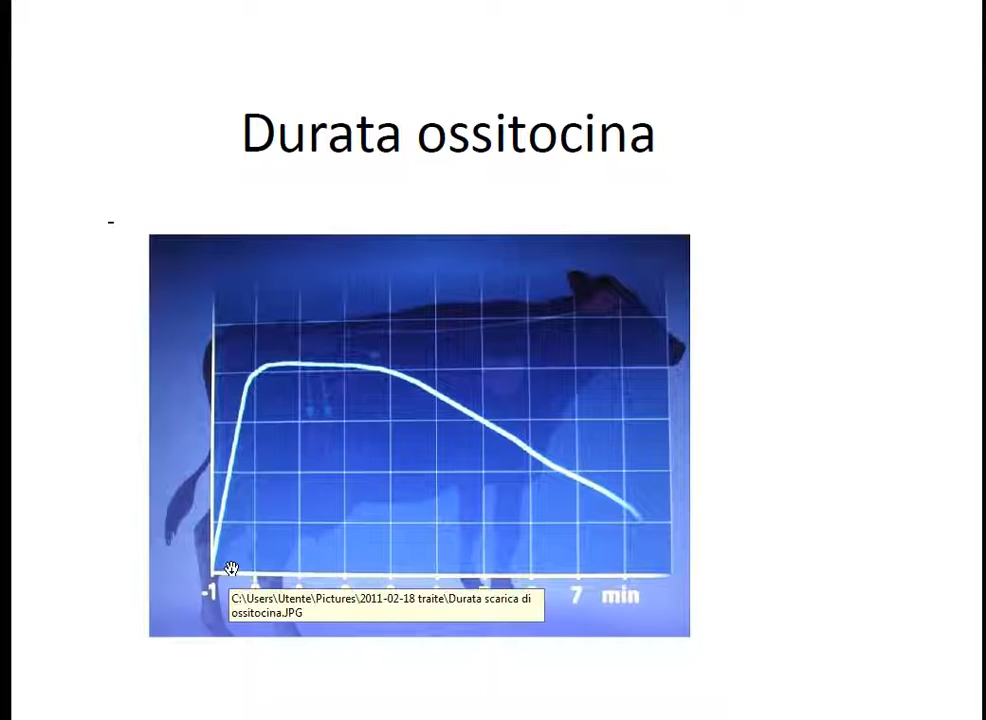 Durata ossitocina
-
-1 7 min
C:\Users\Utente\Pictures\2011-02-18 traite\Durata scarica di
ossitocina.JPG